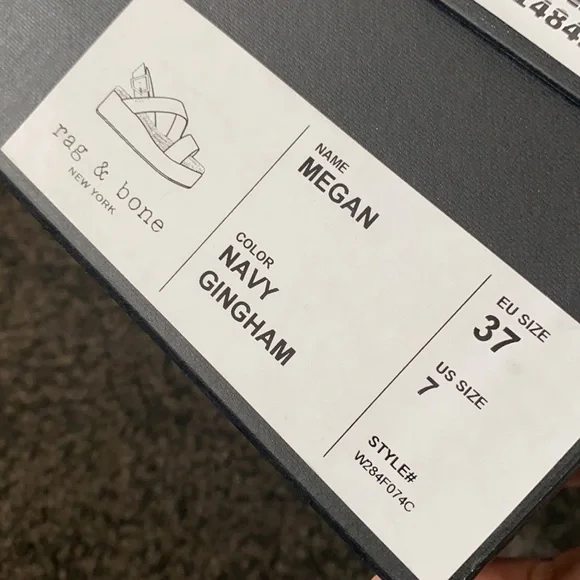 rag & bone
NEW YORK
NAME
MEGAN
COLOR
NAVY
GINGHAM
EU SIZE
37
US SIZE
7
STYLE#
W284F074C